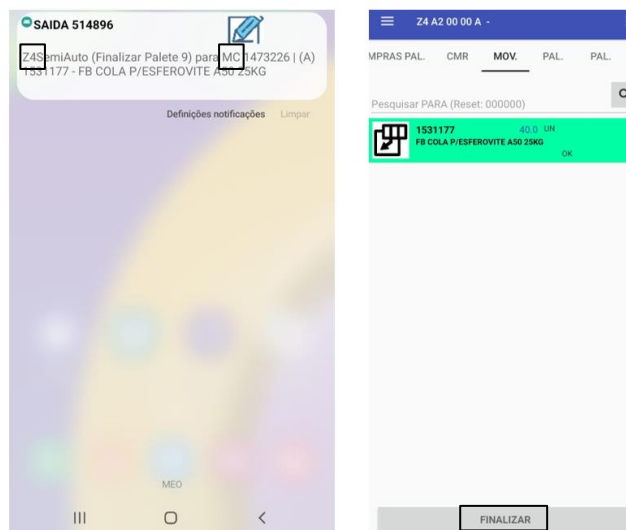 SAIDA 514896
Z4SemiAuto (Finalizar Palete 9) para MC 1473226 | (A)
1531177 - FB COLA P/ESFEROVITE A50 25KG
Definições notificações Limpar
MEO
Z4 A2 00 00 A -
MPRAS PAL. CMR MOV. PAL. PAL.
Pesquisar PARA (Reset: 000000)
1531177 40.0 UN
FB COLA P/ESFEROVITE A50 25KG
OK
FINALIZAR